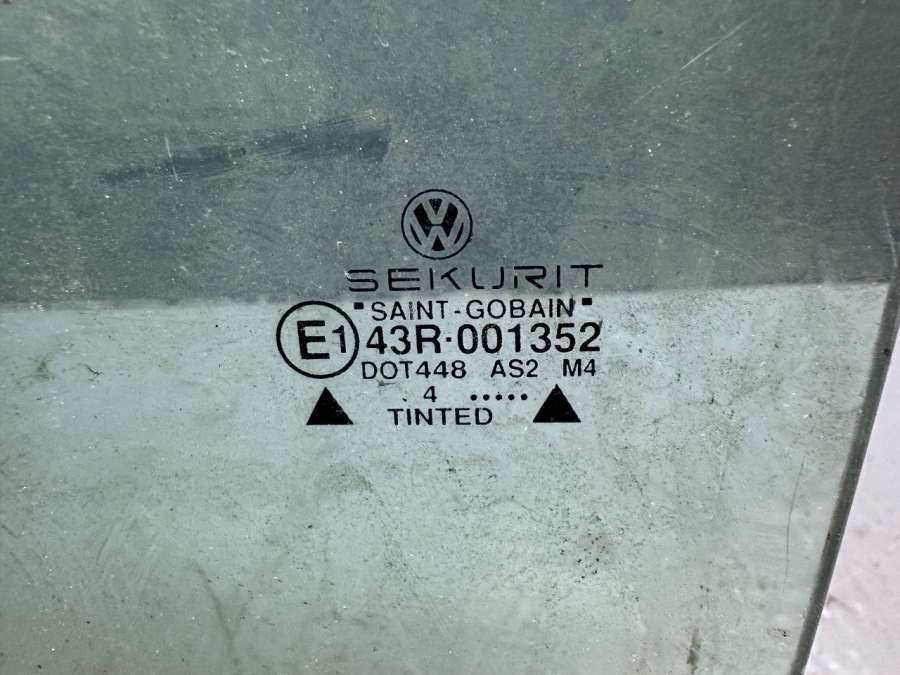 SEKURIT
"SAINT-GOBAIN"
E1 43R-001352
DOT448 AS2 M4
. 4 .....
TINTED